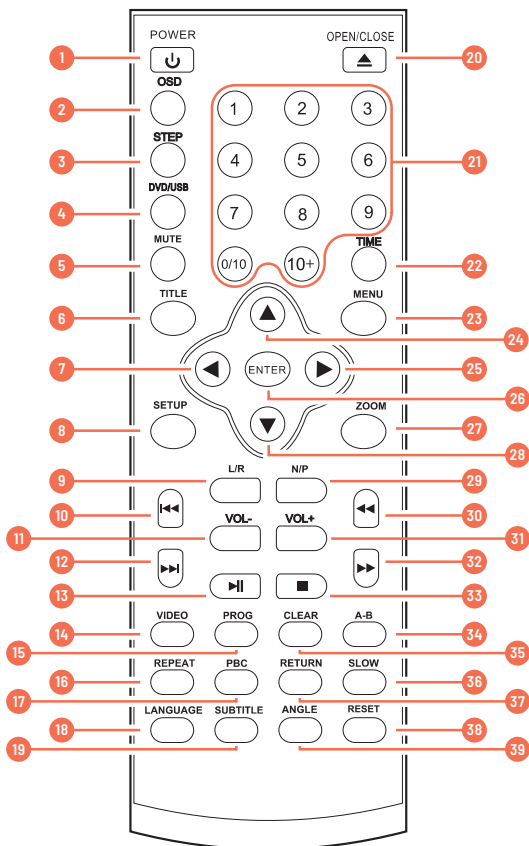 POWER OPEN/CLOSE
1 20
OSD
2 1 2 3
STEP
3 4 5 6 21
DVD/USB
4 7 8 9
MUTE TIME
5 0/10 10+ 22
TITLE MENU
6 23
24
7 ENTER 25
26
SETUP ZOOM
8 27
28
L/R N/P
9 29
10 30
VOL- VOL+
11 31
12 32
13 33
VIDEO PROG CLEAR A-B
14 34
15 35
REPEAT PBC RETURN SLOW
16 36
17 37
LANGUAGE SUBTITLE ANGLE RESET
18 38
19 39